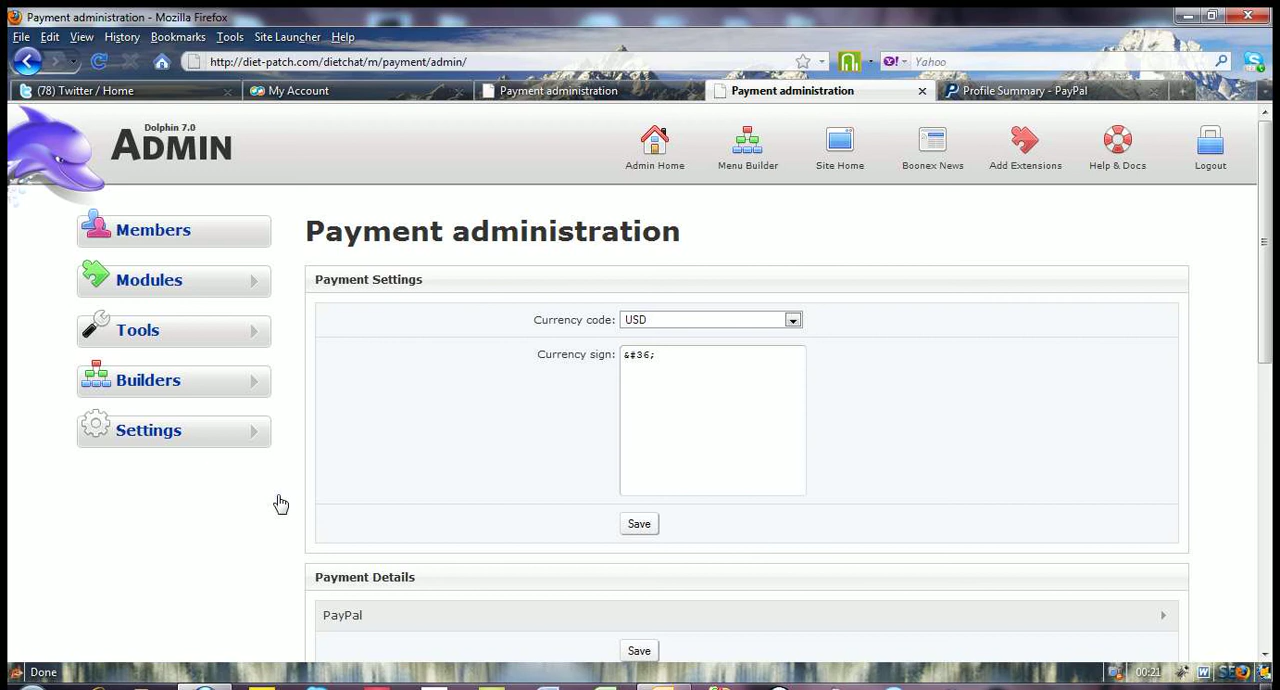 Payment administration - Mozilla Firefox
File Edit View History Bookmarks Tools Site Launcher Help
http://diet-patch.com/dietchat/m/payment/admin/
Yahoo
(78) Twitter / Home
My Account
Payment administration
Payment administration
Profile Summary - PayPal
Dolphin 7.0
ADMIN
Admin Home
Menu Builder
Site Home
Boonex News
Add Extensions
Help & Docs
Logout
Members
Modules
Tools
Builders
Settings
Payment administration
Payment Settings
Currency code: USD
Currency sign: &#36;
Save
Payment Details
PayPal
Save
Done
00:21